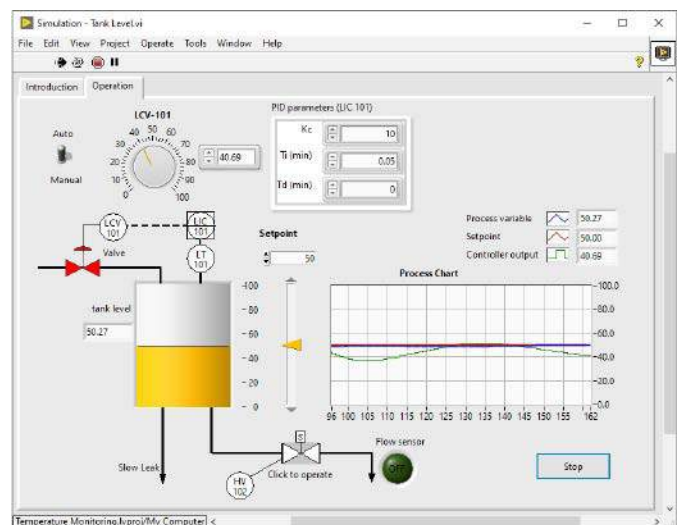 Simulation - Tank Level.vi
File Edit View Project Operate Tools Window Help
Introduction Operation
LCV-101
Auto
Manual
0 10 20 30 40 50 60 70 80 90 100
40.69
PID parameters (LIC 101)
Kc 10
Ti (min) 0.05
Td (min) 0
LCV 101
LIC 101
LT 101
Valve
Setpoint
50
Process variable 50.27
Setpoint 50.00
Controller output 40.69
tank level
50.27
100
80
60
40
20
0
Process Chart
100.0
80.0
60.0
40.0
20.0
0.0
96 100 105 110 115 120 125 130 135 140 145 150 155 162
Slow Leak
S
HV 102
Click to operate
Flow sensor
OFF
Stop
Temperature Monitoring.lvproj/My Computer